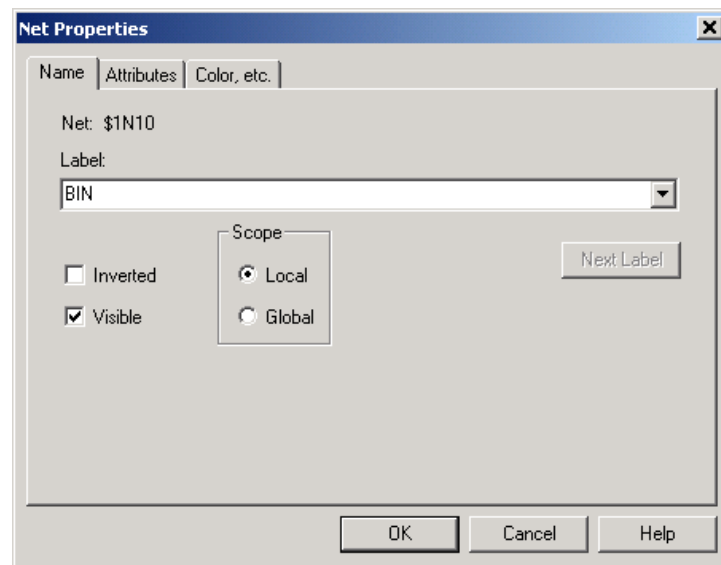 Net Properties
Name
Attributes
Color, etc.
Net: $1N10
Label:
BIN
Scope
Inverted
Local
Next Label
Visible
Global
OK
Cancel
Help